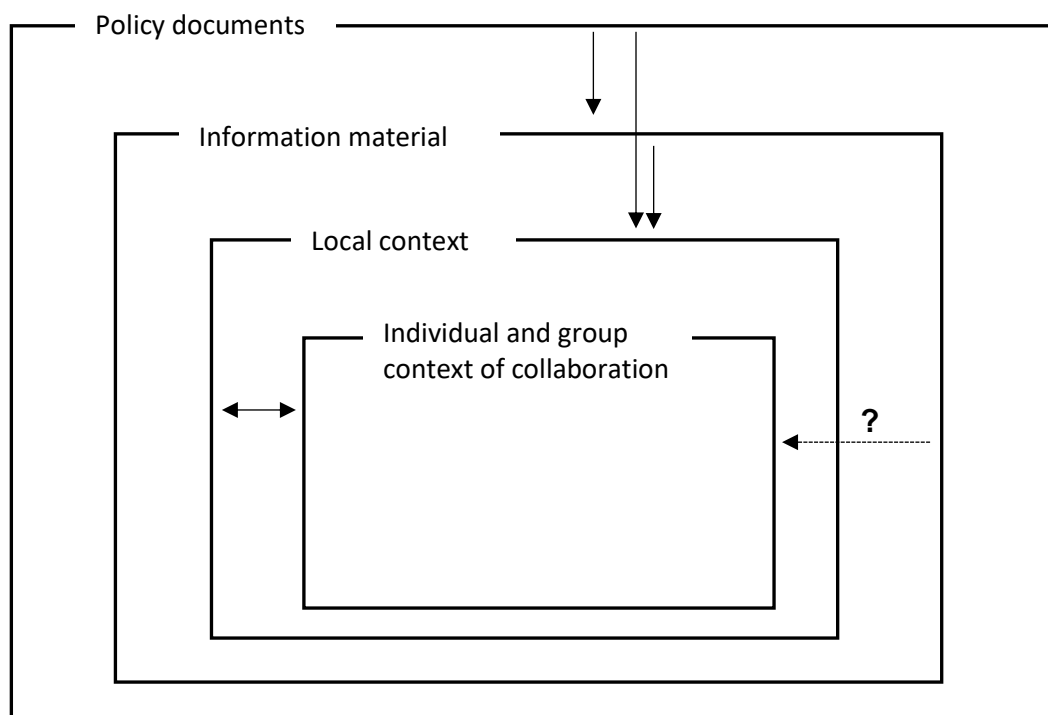 Policy documents
Information material
Local context
Individual and group
context of collaboration
?